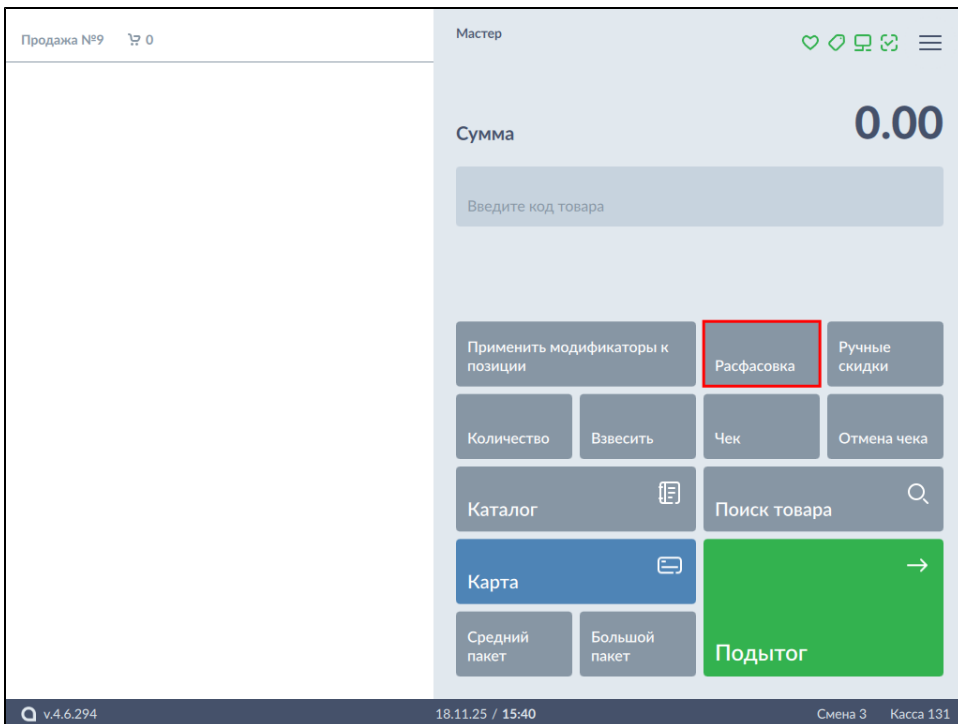 Продажа №9 0
Мастер
Сумма
0.00
Введите код товара
Применить модификаторы к
позиции
Расфасовка
Ручные
скидки
Количество
Взвесить
Чек
Отмена чека
Каталог
Поиск товара
Карта
Средний
пакет
Большой
пакет
Подытог
v.4.6.294
18.11.25 / 15:40
Смена 3 Касса 131